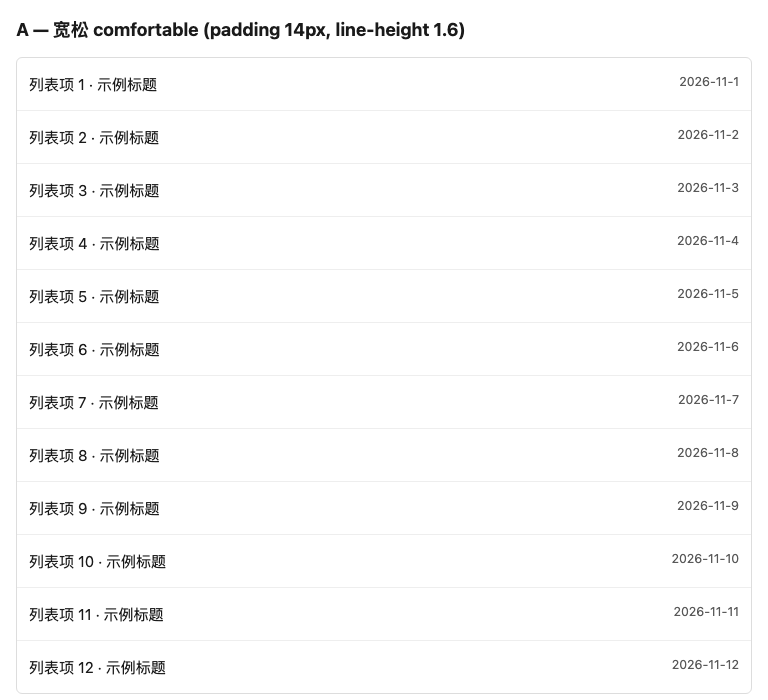 A — 宽松 comfortable (padding 14px, line-height 1.6)
列表项 1 · 示例标题 2026-11-1
列表项 2 · 示例标题 2026-11-2
列表项 3 · 示例标题 2026-11-3
列表项 4 · 示例标题 2026-11-4
列表项 5 · 示例标题 2026-11-5
列表项 6 · 示例标题 2026-11-6
列表项 7 · 示例标题 2026-11-7
列表项 8 · 示例标题 2026-11-8
列表项 9 · 示例标题 2026-11-9
列表项 10 · 示例标题 2026-11-10
列表项 11 · 示例标题 2026-11-11
列表项 12 · 示例标题 2026-11-12